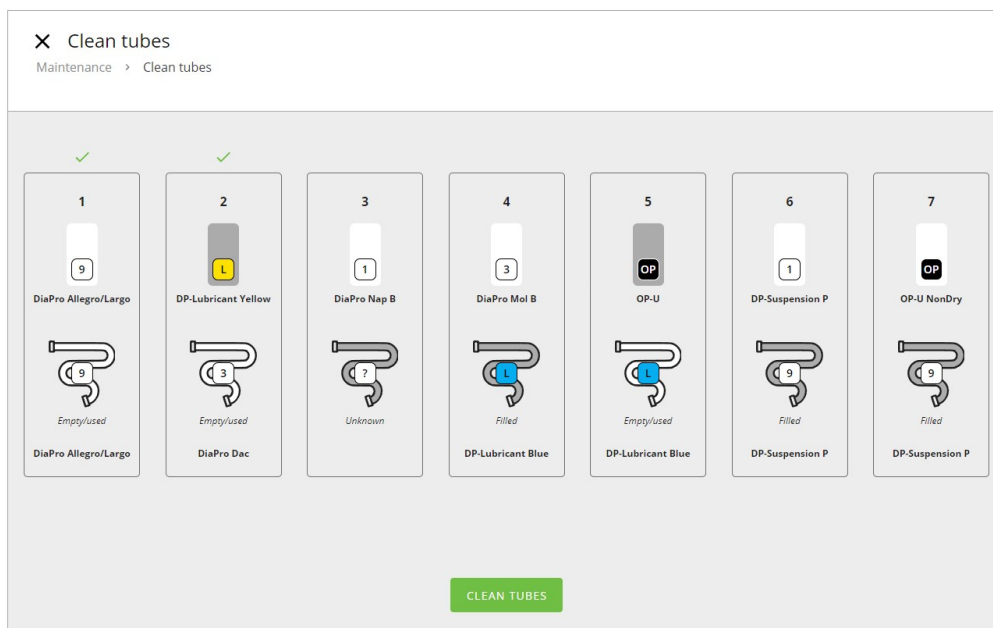 Clean tubes
Maintenance > Clean tubes
1 2 3 4 5 6 7
9 L 1 3 OP 1 OP
DiaPro Allegro/Largo DP-Lubricant Yellow DiaPro Nap B DiaPro Mol B OP-U DP-Suspension P OP-U NonDry
9 3 ? L L 9 9
Empty/used Empty/used Unknown Filled Empty/used Filled Filled
DiaPro Allegro/Largo DiaPro Dac DP-Lubricant Blue DP-Lubricant Blue DP-Suspension P DP-Suspension P
CLEAN TUBES